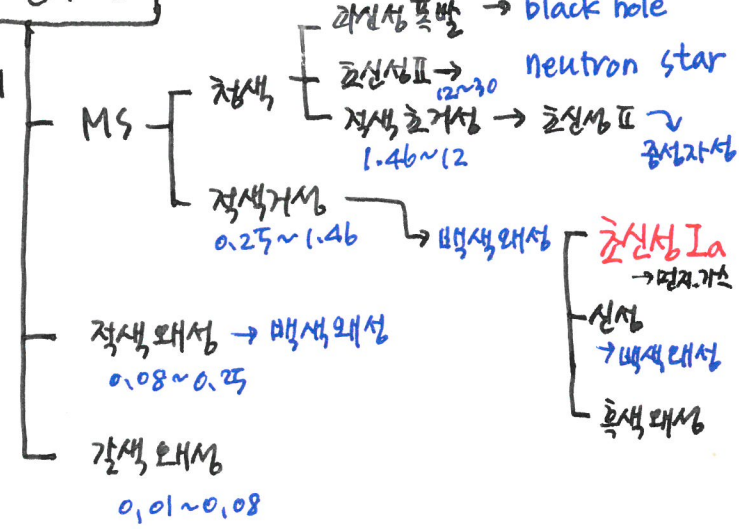 과신성폭발 → black hole
초신성Ⅱ → neutron star
12~30
청색
MS
적색초거성 → 초신성Ⅱ
1.46~12
중성자성
적색거성
0.25~1.46
백색왜성
초신성Ia
→먼지.가스
신성
→백색왜성
흑색왜성
적색왜성 → 백색왜성
0.08~0.25
갈색왜성
0,01~0,08